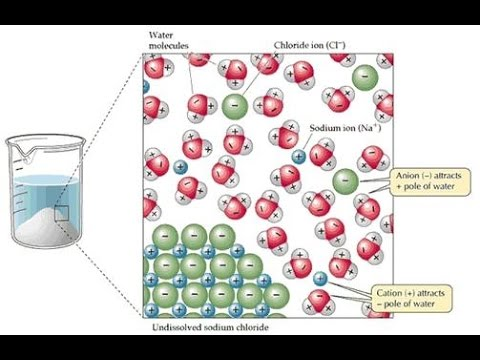 Water
molecules
Chloride ion (Cl⁻)
Sodium ion (Na⁺)
Anion (−) attracts
+ pole of water
Cation (+) attracts
− pole of water
Undissolved sodium chloride